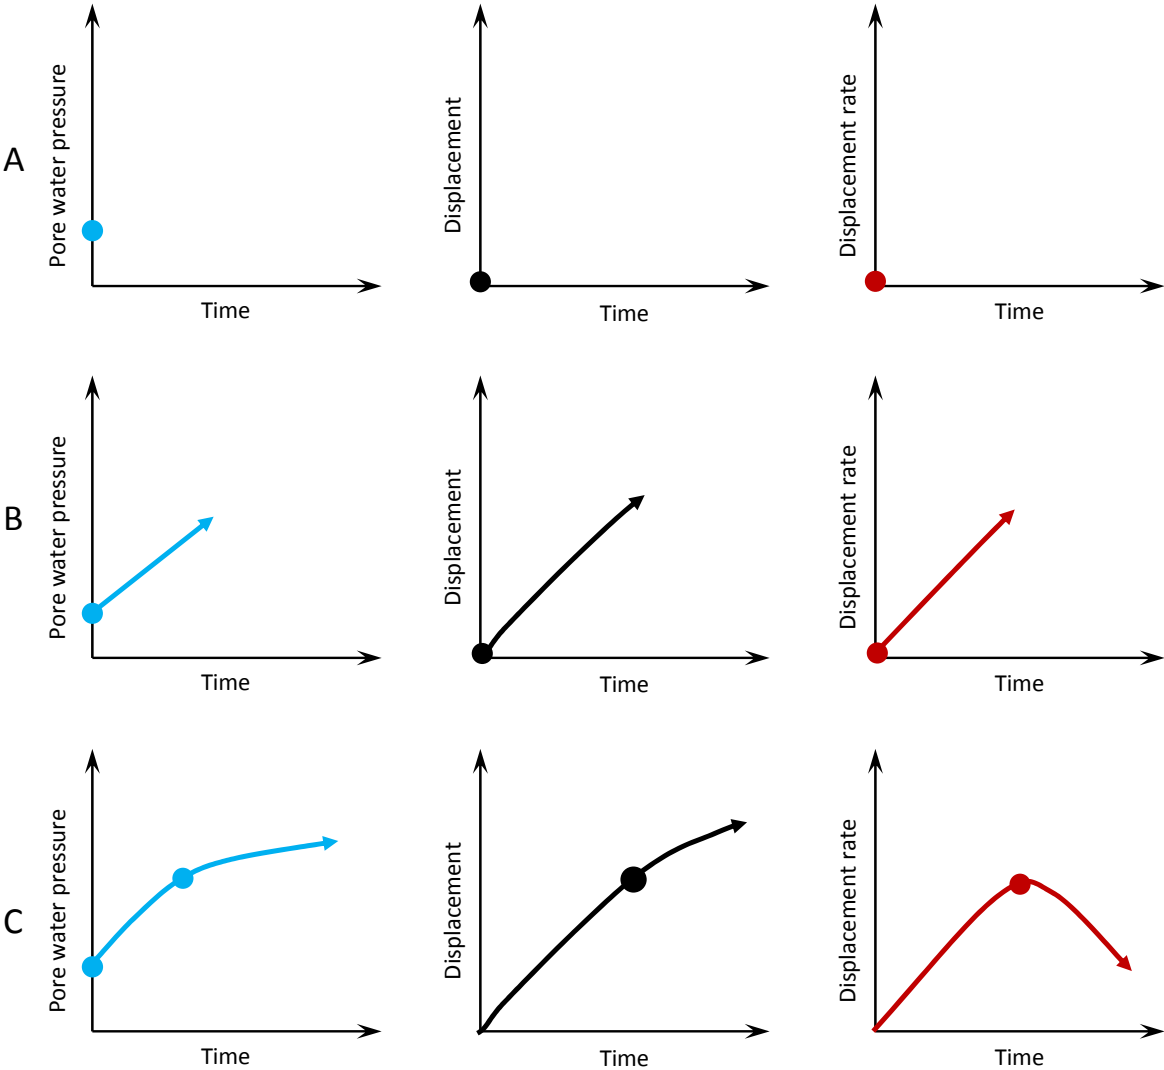 A
Pore water pressure
Time
Displacement
Time
Displacement rate
Time
B
Pore water pressure
Time
Displacement
Time
Displacement rate
Time
C
Pore water pressure
Time
Displacement
Time
Displacement rate
Time